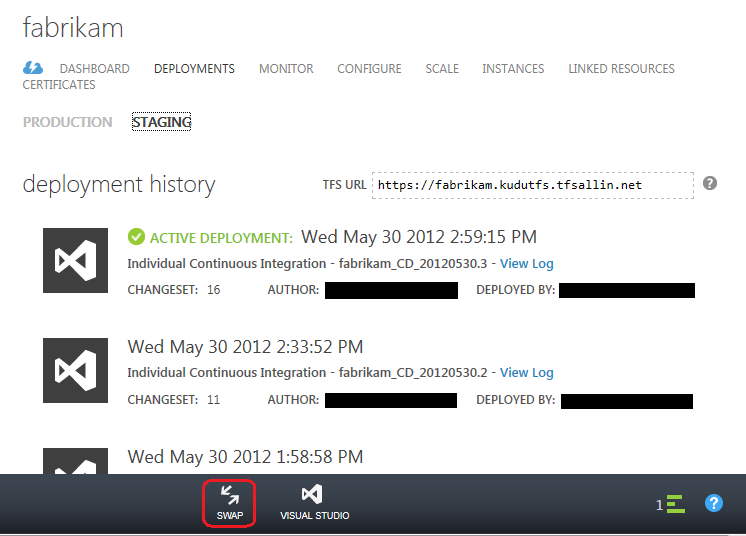 fabrikam
DASHBOARD DEPLOYMENTS MONITOR CONFIGURE SCALE INSTANCES LINKED RESOURCES
CERTIFICATES
PRODUCTION STAGING
deployment history TFS URL https://fabrikam.kudutfs.tfsallin.net ?
ACTIVE DEPLOYMENT: Wed May 30 2012 2:59:15 PM
Individual Continuous Integration - fabrikam_CD_20120530.3 - View Log
CHANGESET: 16 AUTHOR: DEPLOYED BY:
Wed May 30 2012 2:33:52 PM
Individual Continuous Integration - fabrikam_CD_20120530.2 - View Log
CHANGESET: 11 AUTHOR: DEPLOYED BY:
Wed May 30 2012 1:58:58 PM
SWAP VISUAL STUDIO 1 ?